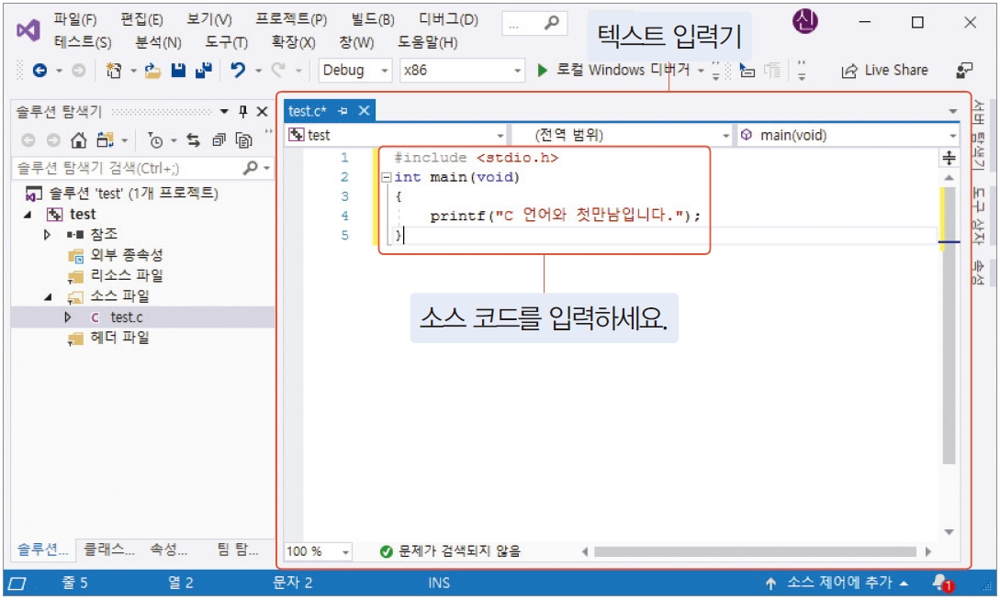 파일(F) 편집(E) 보기(V) 프로젝트(P) 빌드(B) 디버그(D) ... 신
테스트(S) 분석(N) 도구(T) 확장(X) 창(W) 도움말(H)
텍스트 입력기
Debug x86 로컬 Windows 디버거 Live Share
솔루션 탐색기
솔루션 탐색기 검색(Ctrl+;)
솔루션 'test' (1개 프로젝트)
test
참조
외부 종속성
리소스 파일
소스 파일
C test.c
헤더 파일
솔루션... 클래스... 속성... 팀 탐...
test.c*
test (전역 범위) main(void)
1 #include <stdio.h>
2 int main(void)
3 {
4 printf("C 언어와 첫만남입니다.");
5 }
소스 코드를 입력하세요.
100 % 문제가 검색되지 않음
서버 탐색기
도구 상자
속성
줄 5 열 2 문자 2 INS 소스 제어에 추가 1